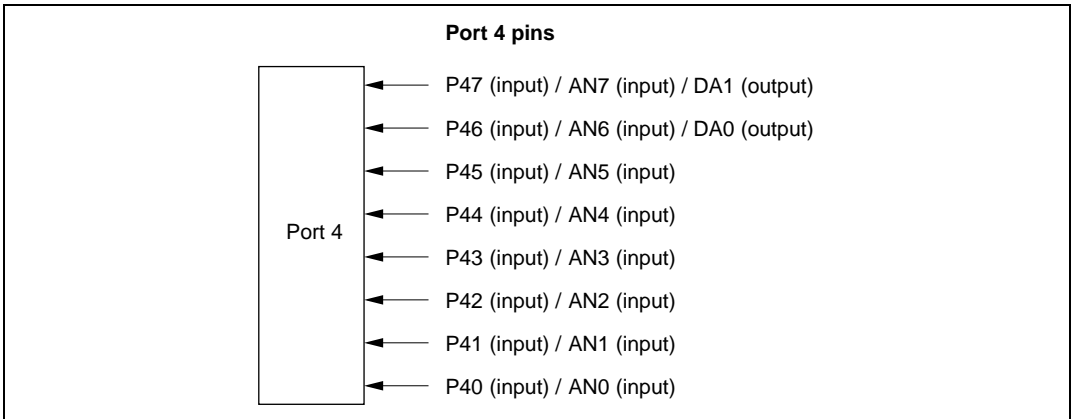 Port 4 pins
P47 (input) / AN7 (input) / DA1 (output)
P46 (input) / AN6 (input) / DA0 (output)
P45 (input) / AN5 (input)
P44 (input) / AN4 (input)
Port 4
P43 (input) / AN3 (input)
P42 (input) / AN2 (input)
P41 (input) / AN1 (input)
P40 (input) / AN0 (input)